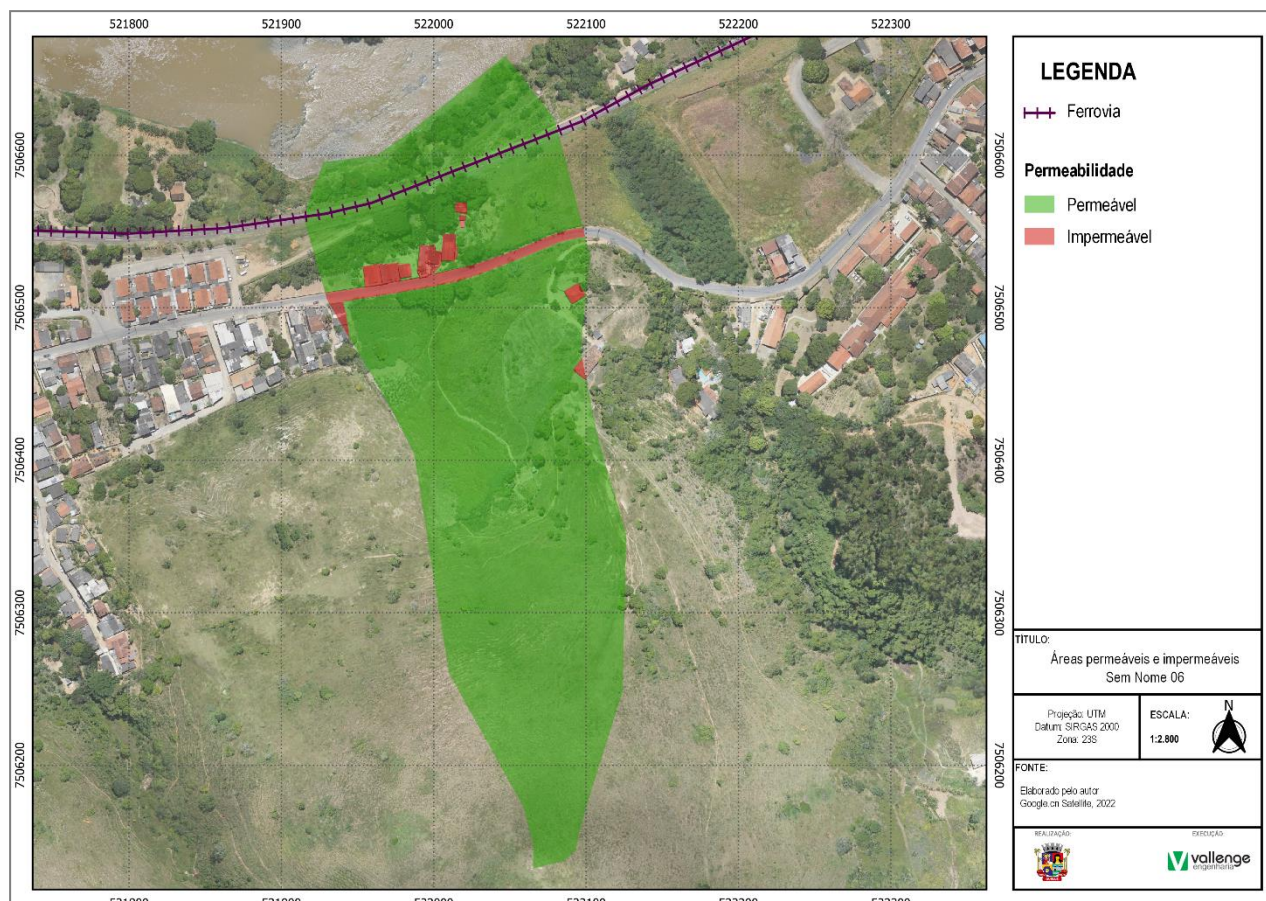 521800 521900 522000 522100 522200 522300
7506600
7506500
7506400
7506300
7506200
7506600
7506500
7506400
7506300
7506200
LEGENDA
Ferrovia
Permeabilidade
Permeável
Impermeável
TÍTULO:
Áreas permeáveis e impermeáveis
Sem Nome 06
Projeção: UTM
Datum: SIRGAS 2000
Zona: 23S
ESCALA:
1:2.800
N
FONTE:
Elaborado pelo autor
Google.cn Satellite, 2022
REALIZAÇÃO:
EXECUÇÃO:
vallenge
engenharia